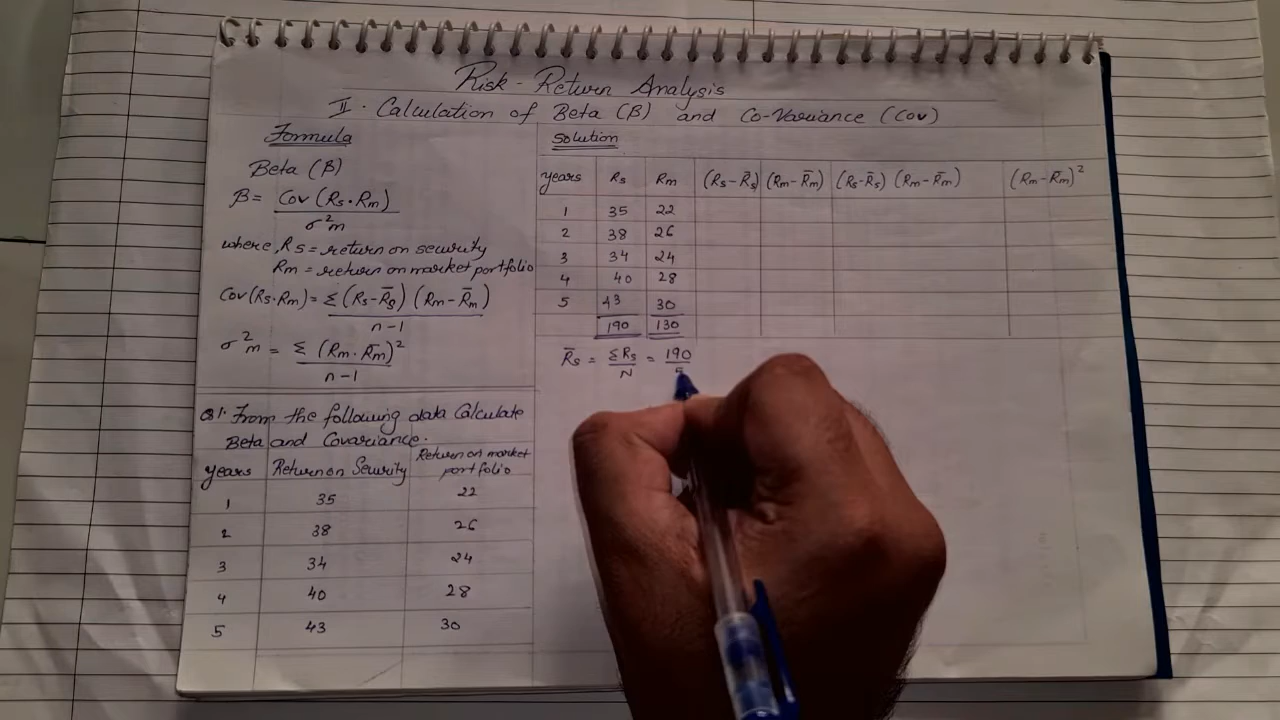 Risk-Return Analysis
II. Calculation of Beta (β) and Co-Variance (Cov)
Formula
Beta (β)
β = Cov (Rs . Rm)
σ²m
where, Rs = return on security
Rm = return on market portfolio
Cov (Rs . Rm) = Σ (Rs - R̄s) (Rm - R̄m)
n-1
σ²m = Σ (Rm . R̄m)²
n-1
Q1. From the following data Calculate
Beta and Covariance.
Years Return on Security Return on market portfolio
1 35 22
2 38 26
3 34 24
4 40 28
5 43 30
Solution
Years Rs Rm (Rs-R̄s) (Rm-R̄m) (Rs-R̄s) (Rm-R̄m) (Rm-R̄m)²
1 35 22
2 38 26
3 34 24
4 40 28
5 43 30
190 130
R̄s = ΣRs = 190
N 5